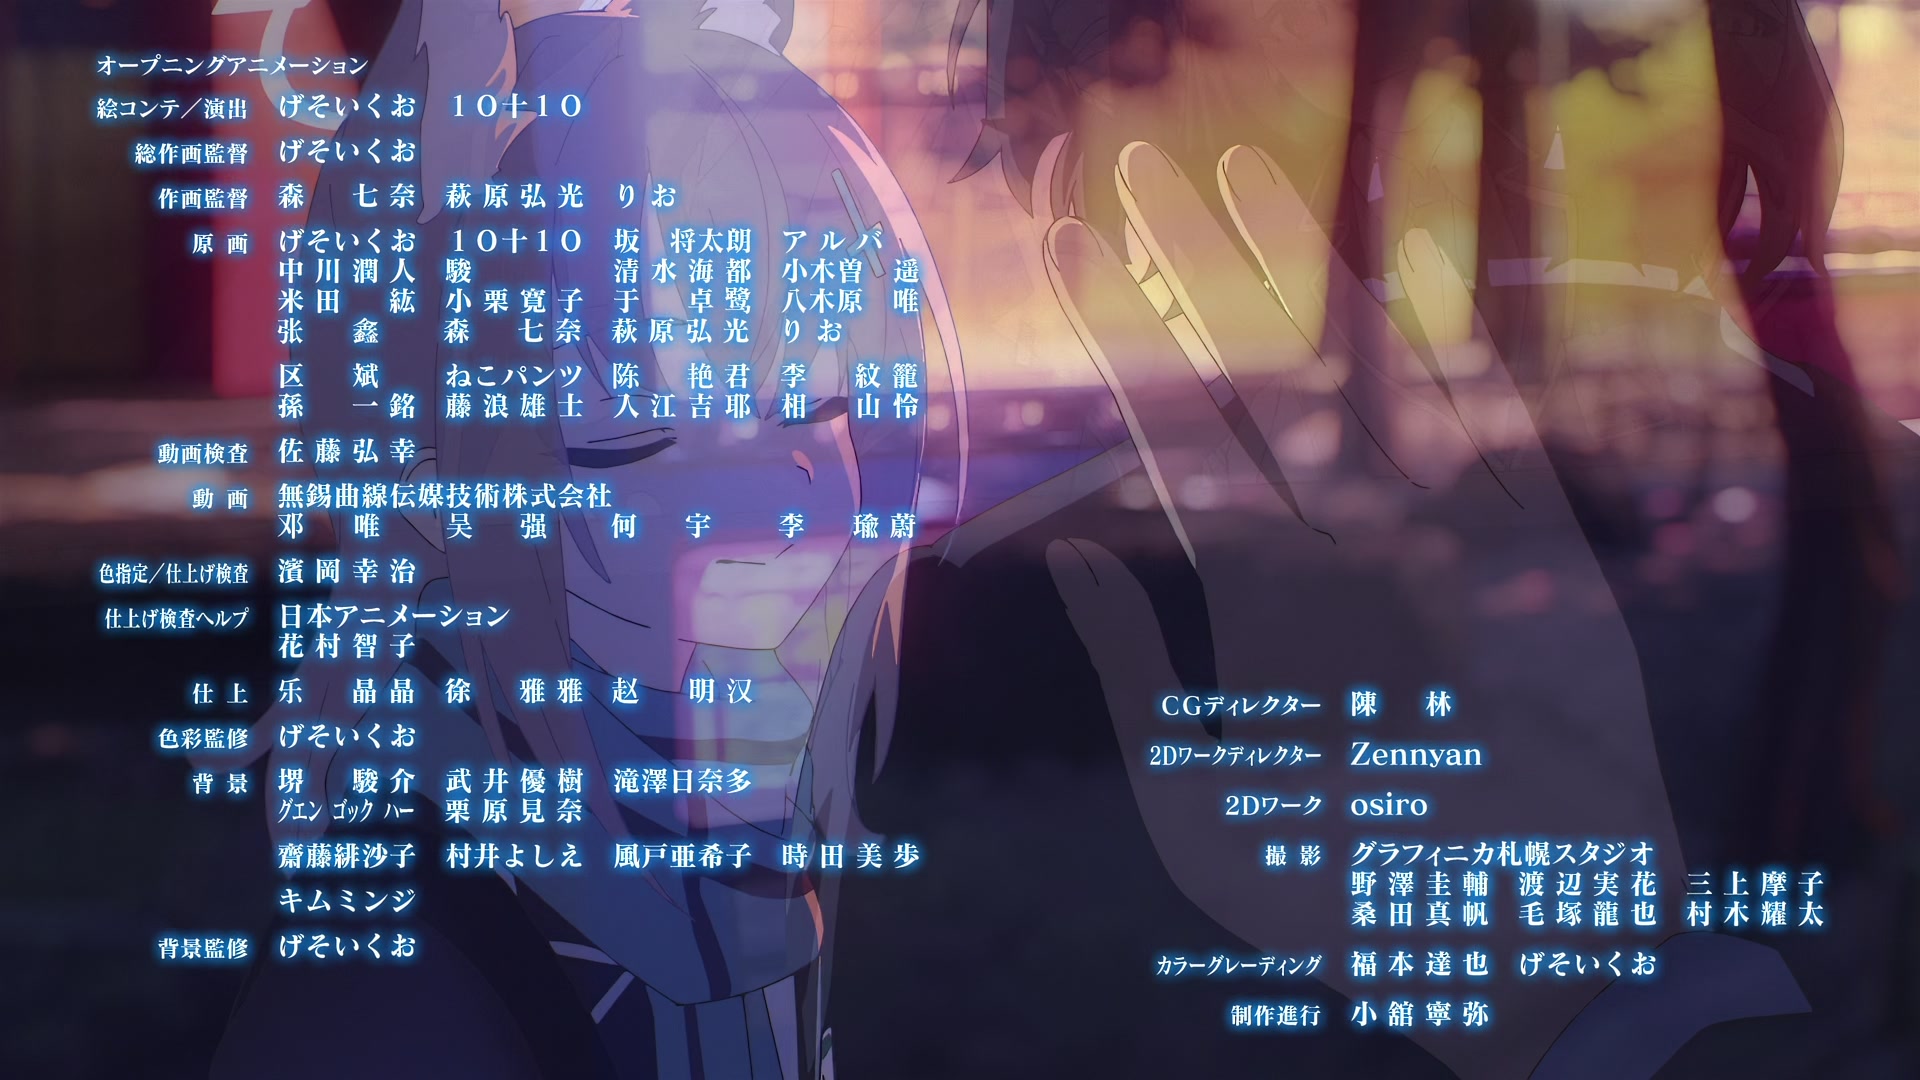 オープニングアニメーション
絵コンテ／演出 げそいくお 10十10
総作画監督 げそいくお
作画監督 森 七奈 萩原弘光 りお
原画 げそいくお 10十10 坂 将太朗 アルバ
中川潤人 駿 清水海都 小木曽 遥
米田 紘 小栗寛子 于 卓鹭 八木原 唯
张 鑫 森 七奈 萩原弘光 りお
区 斌 ねこパンツ 陈 艳君 李 紋籠
孫 一銘 藤浪雄士 入江吉耶 相 山怜
動画検査 佐藤弘幸
動画 無錫曲線伝媒技術株式会社
邓 唯 吴 强 何 宇 李 瑜蔚
色指定／仕上げ検査 濱岡幸治
仕上げ検査ヘルプ 日本アニメーション
花村智子
仕上 乐 晶晶 徐 雅雅 赵 明汉
色彩監修 げそいくお
背景 堺 駿介 武井優樹 滝澤日奈多
グエン ゴック ハー 栗原見奈
齋藤緋沙子 村井よしえ 風戸亜希子 時田美歩
キムミンジ
背景監修 げそいくお
CGディレクター 陳 林
2Dワークディレクター Zennyan
2Dワーク osiro
撮影 グラフィニカ札幌スタジオ
野澤圭輔 渡辺実花 三上摩子
桑田真帆 毛塚龍也 村木耀太
カラーグレーディング 福本達也 げそいくお
制作進行 小舘寧弥